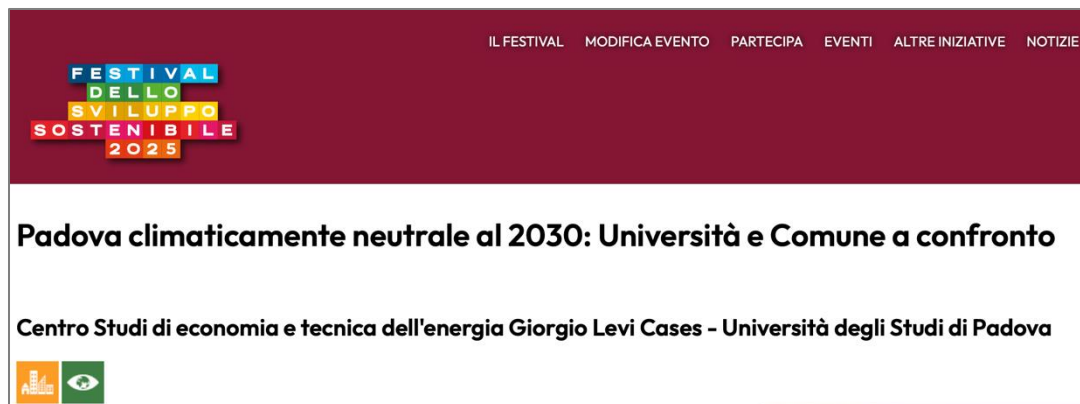 IL FESTIVAL MODIFICA EVENTO PARTECIPA EVENTI ALTRE INIZIATIVE NOTIZIE
FESTIVAL
DELLO
SVILUPPO
SOSTENIBILE
2025
Padova climaticamente neutrale al 2030: Università e Comune a confronto
Centro Studi di economia e tecnica dell'energia Giorgio Levi Cases - Università degli Studi di Padova